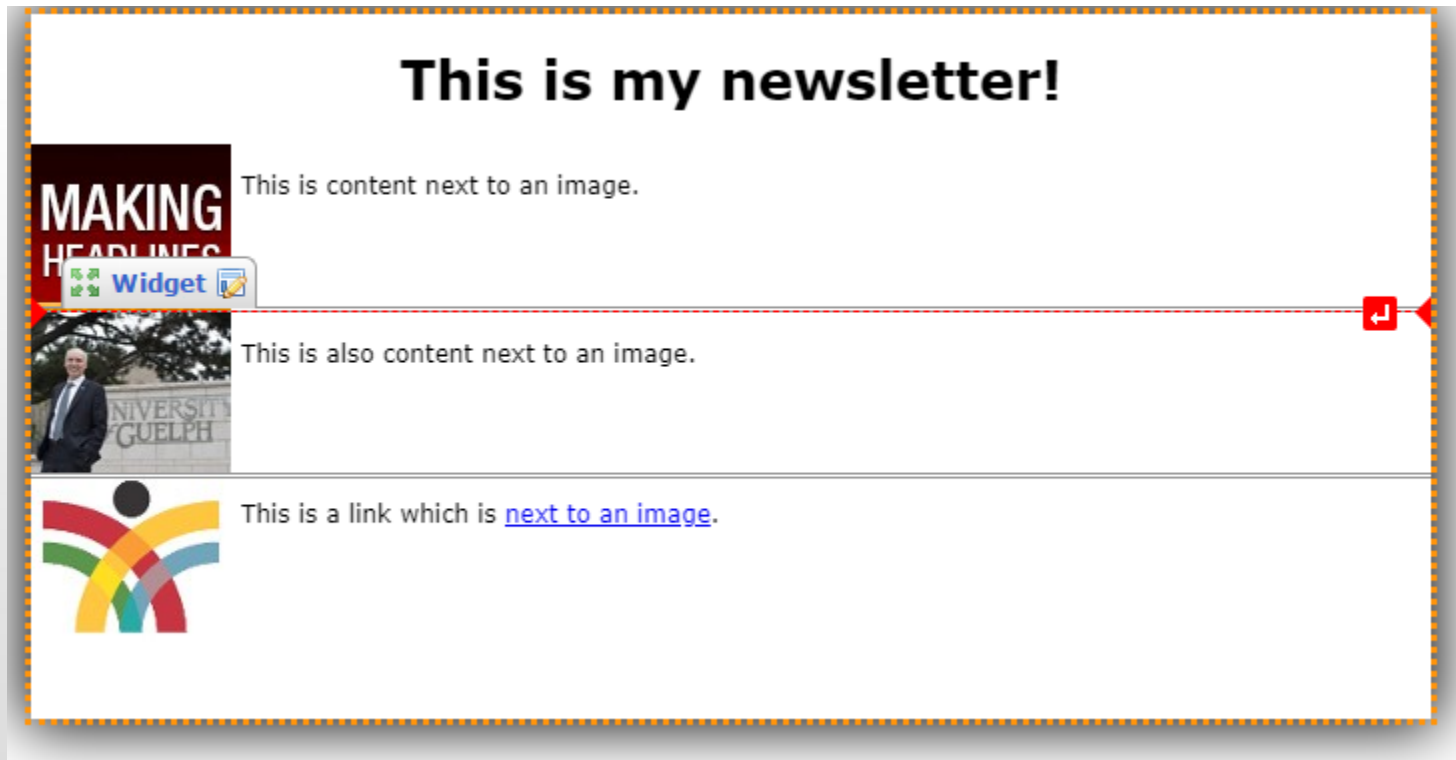 This is my newsletter!
MAKING
HEADLINES
This is content next to an image.
Widget
This is also content next to an image.
UNIVERSITY
GUELPH
This is a link which is next to an image.